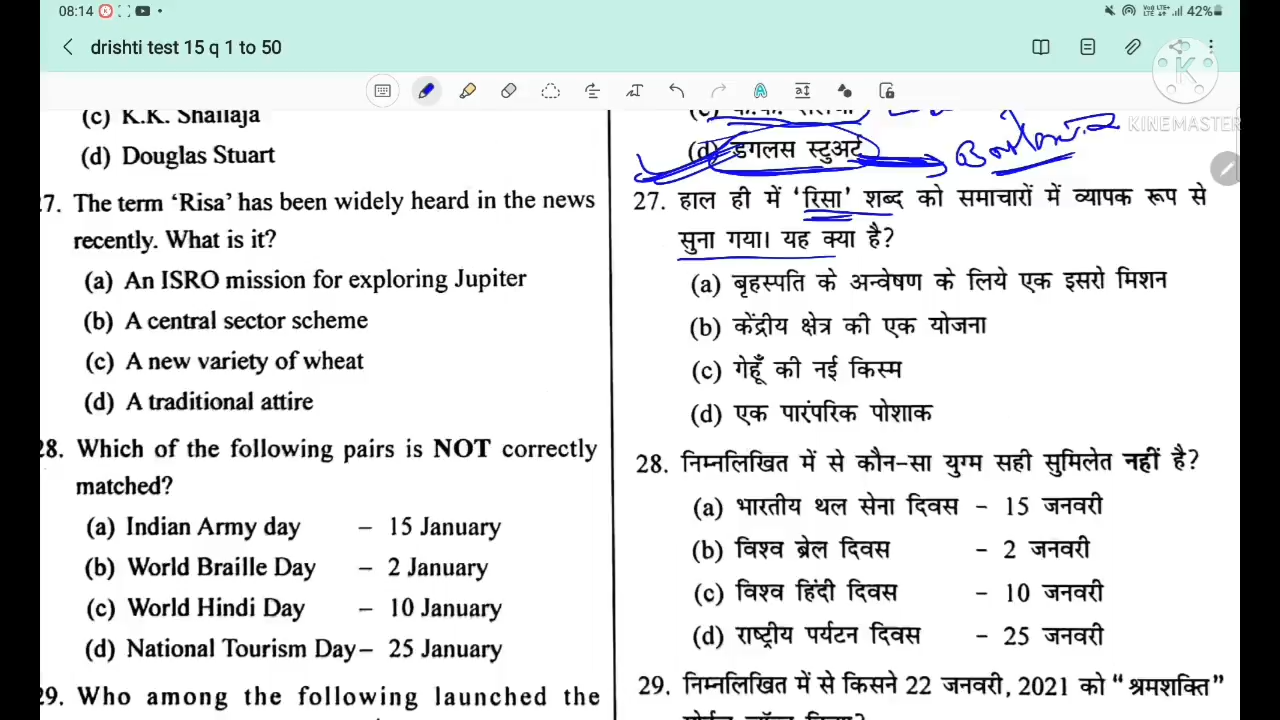 08:14
42%
drishti test 15 q 1 to 50
KINEMASTER
(c) K.K. Shailaja
(d) Douglas Stuart
27. The term ‘Risa’ has been widely heard in the news
recently. What is it?
(a) An ISRO mission for exploring Jupiter
(b) A central sector scheme
(c) A new variety of wheat
(d) A traditional attire
28. Which of the following pairs is NOT correctly
matched?
(a) Indian Army day – 15 January
(b) World Braille Day – 2 January
(c) World Hindi Day – 10 January
(d) National Tourism Day – 25 January
29. Who among the following launched the
(d) डगलस स्टुअर्ट
27. हाल ही में ‘रिसा’ शब्द को समाचारों में व्यापक रूप से
सुना गया। यह क्या है?
(a) बृहस्पति के अन्वेषण के लिये एक इसरो मिशन
(b) केंद्रीय क्षेत्र की एक योजना
(c) गेहूँ की नई किस्म
(d) एक पारंपरिक पोशाक
28. निम्नलिखित में से कौन-सा युग्म सही सुमिलेत नहीं है?
(a) भारतीय थल सेना दिवस – 15 जनवरी
(b) विश्व ब्रेल दिवस – 2 जनवरी
(c) विश्व हिंदी दिवस – 10 जनवरी
(d) राष्ट्रीय पर्यटन दिवस – 25 जनवरी
29. निम्नलिखित में से किसने 22 जनवरी, 2021 को “श्रमशक्ति”